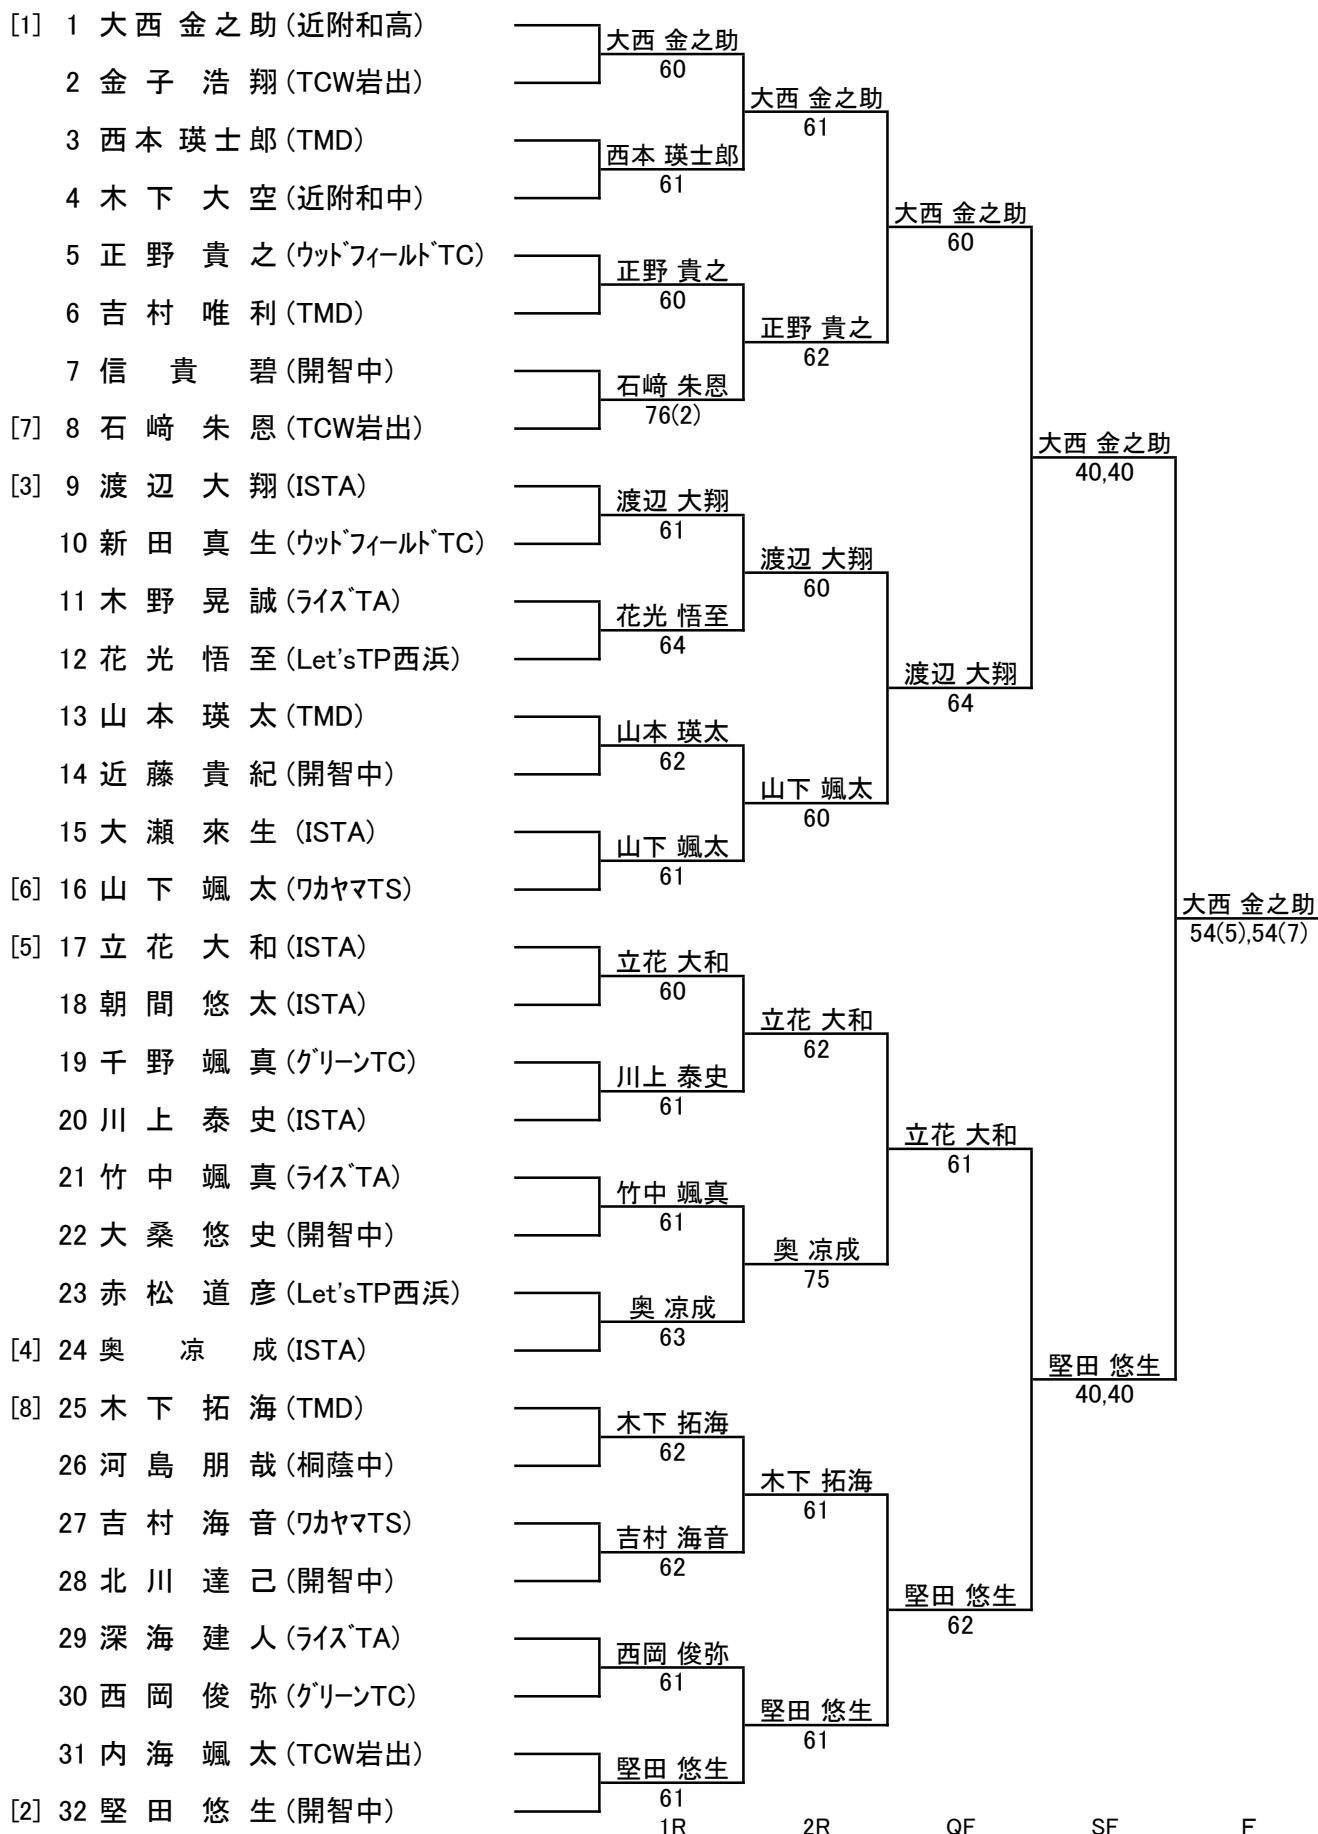 [1] 1 大西 金之助 (近附和高)
大西 金之助
60
2 金子 浩翔 (TCW岩出)
大西 金之助
61
3 西本 瑛士郎 (TMD)
西本 瑛士郎
61
4 木下 大空 (近附和中)
大西 金之助
60
5 正野 貴之 (ウッドフィールドTC)
正野 貴之
60
6 吉村 唯利 (TMD)
正野 貴之
62
7 信貴 碧 (開智中)
石﨑 朱恩
76(2)
[7] 8 石﨑 朱恩 (TCW岩出)
大西 金之助
40,40
[3] 9 渡辺 大翔 (ISTA)
渡辺 大翔
61
10 新田 真生 (ウッドフィールドTC)
渡辺 大翔
60
11 木野 晃誠 (ライズTA)
花光 悟至
64
12 花光 悟至 (Let'sTP西浜)
渡辺 大翔
64
13 山本 瑛太 (TMD)
山本 瑛太
62
14 近藤 貴紀 (開智中)
山下 颯太
60
15 大瀬 來生 (ISTA)
山下 颯太
61
[6] 16 山下 颯太 (ワカヤマTS)
大西 金之助
54(5),54(7)
[5] 17 立花 大和 (ISTA)
立花 大和
60
18 朝間 悠太 (ISTA)
立花 大和
62
19 千野 颯真 (グリーンTC)
川上 泰史
61
20 川上 泰史 (ISTA)
立花 大和
61
21 竹中 颯真 (ライズTA)
竹中 颯真
61
22 大桑 悠史 (開智中)
奥 凉成
75
23 赤松 道彦 (Let'sTP西浜)
奥 凉成
63
[4] 24 奥 凉成 (ISTA)
堅田 悠生
40,40
[8] 25 木下 拓海 (TMD)
木下 拓海
62
26 河島 朋哉 (桐蔭中)
木下 拓海
61
27 吉村 海音 (ワカヤマTS)
吉村 海音
62
28 北川 達己 (開智中)
堅田 悠生
62
29 深海 建人 (ライズTA)
西岡 俊弥
61
30 西岡 俊弥 (グリーンTC)
堅田 悠生
61
31 内海 颯太 (TCW岩出)
堅田 悠生
61
[2] 32 堅田 悠生 (開智中)
1R 2R QF SF F